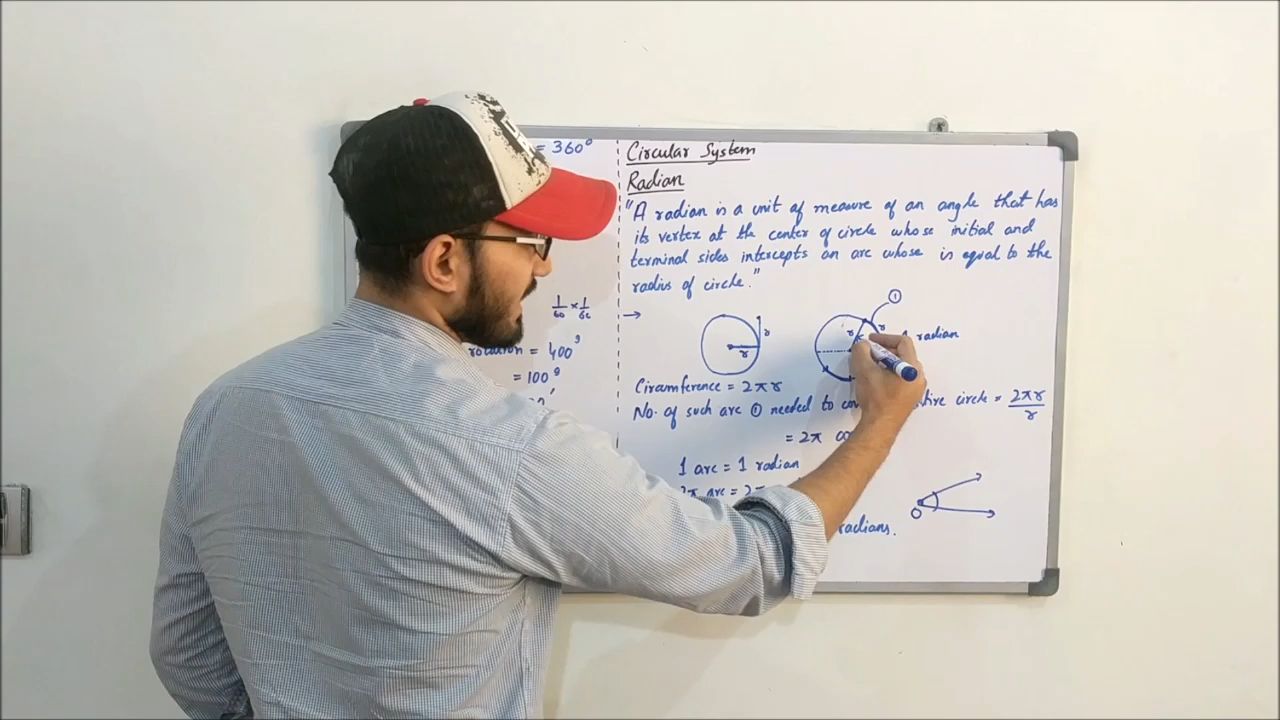 = 360°
1/60 × 1/60
rotation = 400^g
= 100^g
Circular System
Radian
"A radian is a unit of measure of an angle that has
its vertex at the center of circle whose initial and
terminal sides intercepts an arc whose is equal to the
radius of circle."
→
r
r
r
r
①
radian
Circumference = 2πr
No. of such arc ① needed to circle = 2πr/r
= 2π
1 arc = 1 radian
2π arc = 2π
radians.
O